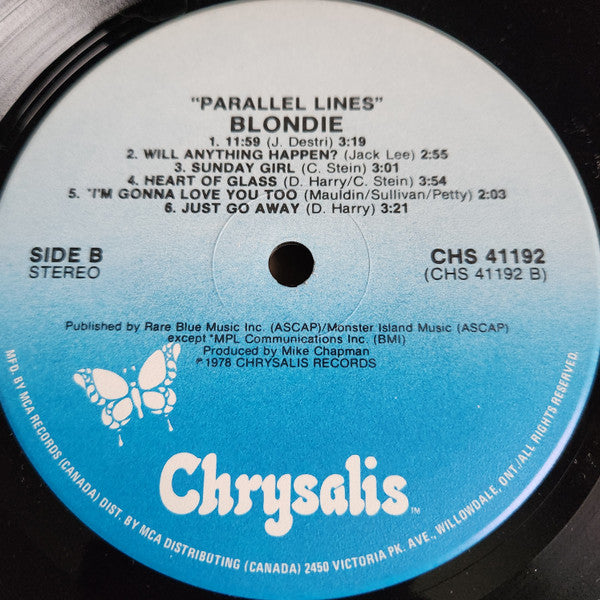 "PARALLEL LINES"
BLONDIE
1. 11:59 (J. Destri) 3:19
2. WILL ANYTHING HAPPEN? (Jack Lee) 2:55
3. SUNDAY GIRL (C. Stein) 3:01
4. HEART OF GLASS (D. Harry/C. Stein) 3:54
5. *I'M GONNA LOVE YOU TOO (Mauldin/Sullivan/Petty) 2:03
6. JUST GO AWAY (D. Harry) 3:21
SIDE B
STEREO
CHS 41192
(CHS 41192 B)
Published by Rare Blue Music Inc. (ASCAP)/Monster Island Music (ASCAP)
except *MPL Communications Inc. (BMI)
Produced by Mike Chapman
℗1978 CHRYSALIS RECORDS
Chrysalis™
MFD. BY MCA RECORDS (CANADA) DIST. BY MCA DISTRIBUTING (CANADA) 2450 VICTORIA PK. AVE., WILLOWDALE, ONT./ALL RIGHTS RESERVED.